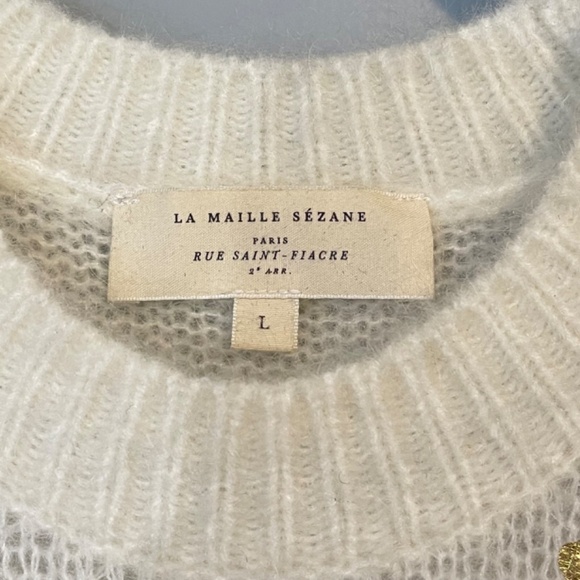 LA MAILLE SÉZANE
PARIS
RUE SAINT-FIACRE
2ᵉ ARR.
L